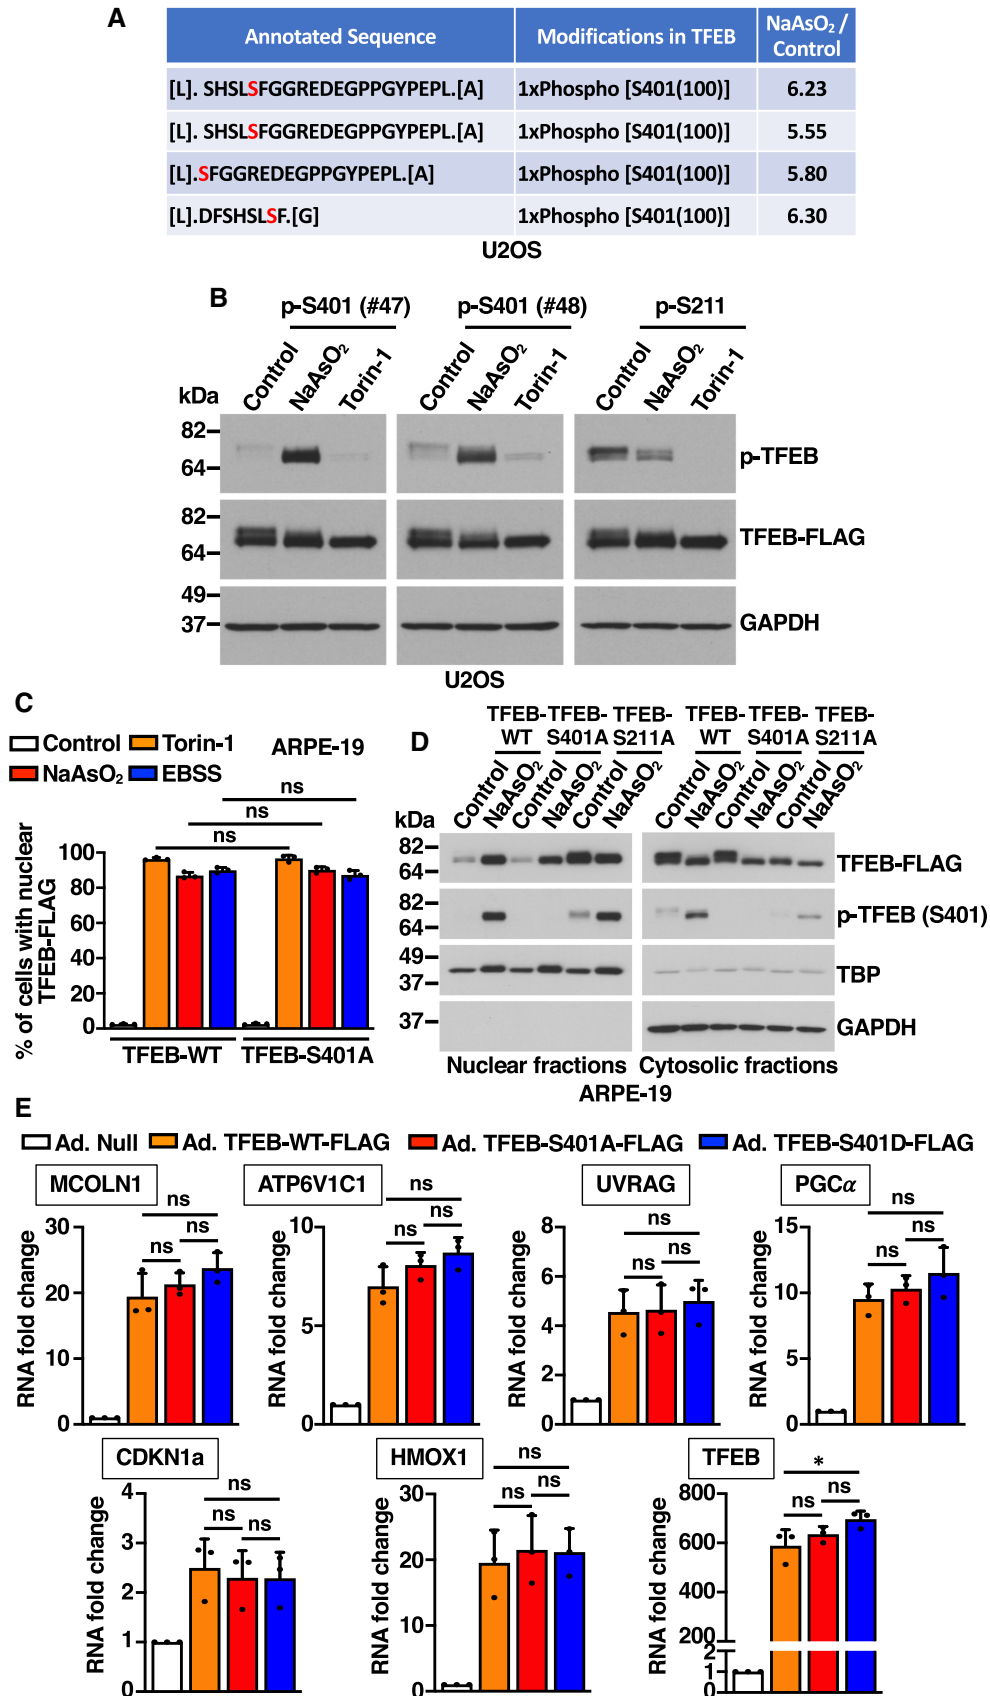 A
Annotated Sequence Modifications in TFEB NaAsO₂ / Control
[L]. SHSLSFGGREDEGPPGYPEPL.[A] 1xPhospho [S401(100)] 6.23
[L]. SHSLSFGGREDEGPPGYPEPL.[A] 1xPhospho [S401(100)] 5.55
[L].SFGGREDEGPPGYPEPL.[A] 1xPhospho [S401(100)] 5.80
[L].DFSHSLSF.[G] 1xPhospho [S401(100)] 6.30
U2OS
B
p-S401 (#47) p-S401 (#48) p-S211
Control NaAsO₂ Torin-1 Control NaAsO₂ Torin-1 Control NaAsO₂ Torin-1
kDa
82
64
p-TFEB
82
64
TFEB-FLAG
49
37
GAPDH
U2OS
C
Control Torin-1 ARPE-19
NaAsO₂ EBSS
ns
ns
ns
% of cells with nuclear
TFEB-FLAG
100
80
60
40
20
0
TFEB-WT TFEB-S401A
D
TFEB-WT TFEB-S401A TFEB-S211A TFEB-WT TFEB-S401A TFEB-S211A
Control NaAsO₂ Control NaAsO₂ Control NaAsO₂ Control NaAsO₂ Control NaAsO₂ Control NaAsO₂
kDa
82
64
TFEB-FLAG
82
64
p-TFEB (S401)
49
37
TBP
37
GAPDH
Nuclear fractions Cytosolic fractions
ARPE-19
E
Ad. Null Ad. TFEB-WT-FLAG Ad. TFEB-S401A-FLAG Ad. TFEB-S401D-FLAG
MCOLN1
RNA fold change
30
20
10
0
ns
ns
ns
ATP6V1C1
RNA fold change
10
5
0
ns
ns
ns
UVRAG
RNA fold change
8
6
4
2
0
ns
ns
ns
PGCα
RNA fold change
15
10
5
0
ns
ns
ns
CDKN1a
RNA fold change
4
3
2
1
0
ns
ns
ns
HMOX1
RNA fold change
30
20
10
0
ns
ns
ns
TFEB
RNA fold change
800
600
400
200
2
1
0
*
ns
ns